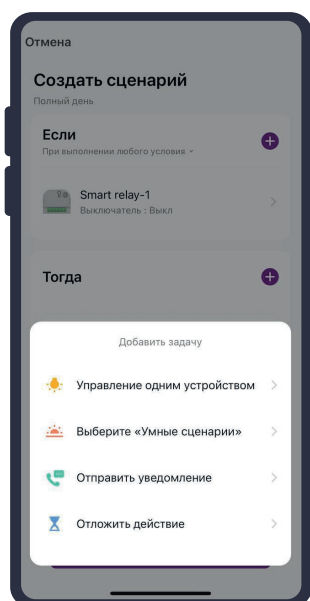 Отмена
Создать сценарий
Полный день
Если
При выполнении любого условия
Smart relay-1
Выключатель : Выкл
Тогда
Добавить задачу
Управление одним устройством
Выберите «Умные сценарии»
Отправить уведомление
Отложить действие